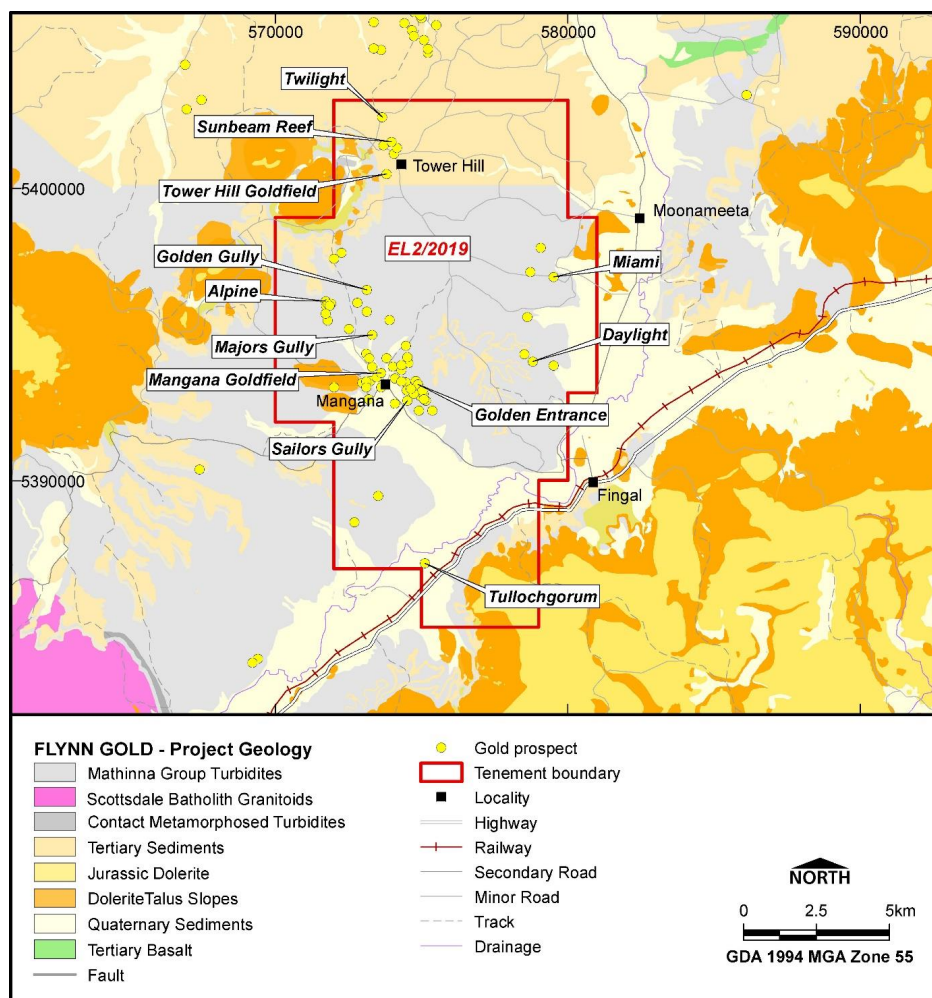 570000
580000
590000
Twilight
Sunbeam Reef
Tower Hill
Tower Hill Goldfield
5400000
Moonameeta
EL2/2019
Golden Gully
Miami
Alpine
Majors Gully
Daylight
Mangana Goldfield
Mangana
Golden Entrance
Sailors Gully
5390000
Fingal
Tullochgorum
FLYNN GOLD - Project Geology
Mathinna Group Turbidites
Scottsdale Batholith Granitoids
Contact Metamorphosed Turbidites
Tertiary Sediments
Jurassic Dolerite
DoleriteTalus Slopes
Quaternary Sediments
Tertiary Basalt
Fault
Gold prospect
Tenement boundary
Locality
Highway
Railway
Secondary Road
Minor Road
Track
Drainage
NORTH
0 2.5 5km
GDA 1994 MGA Zone 55